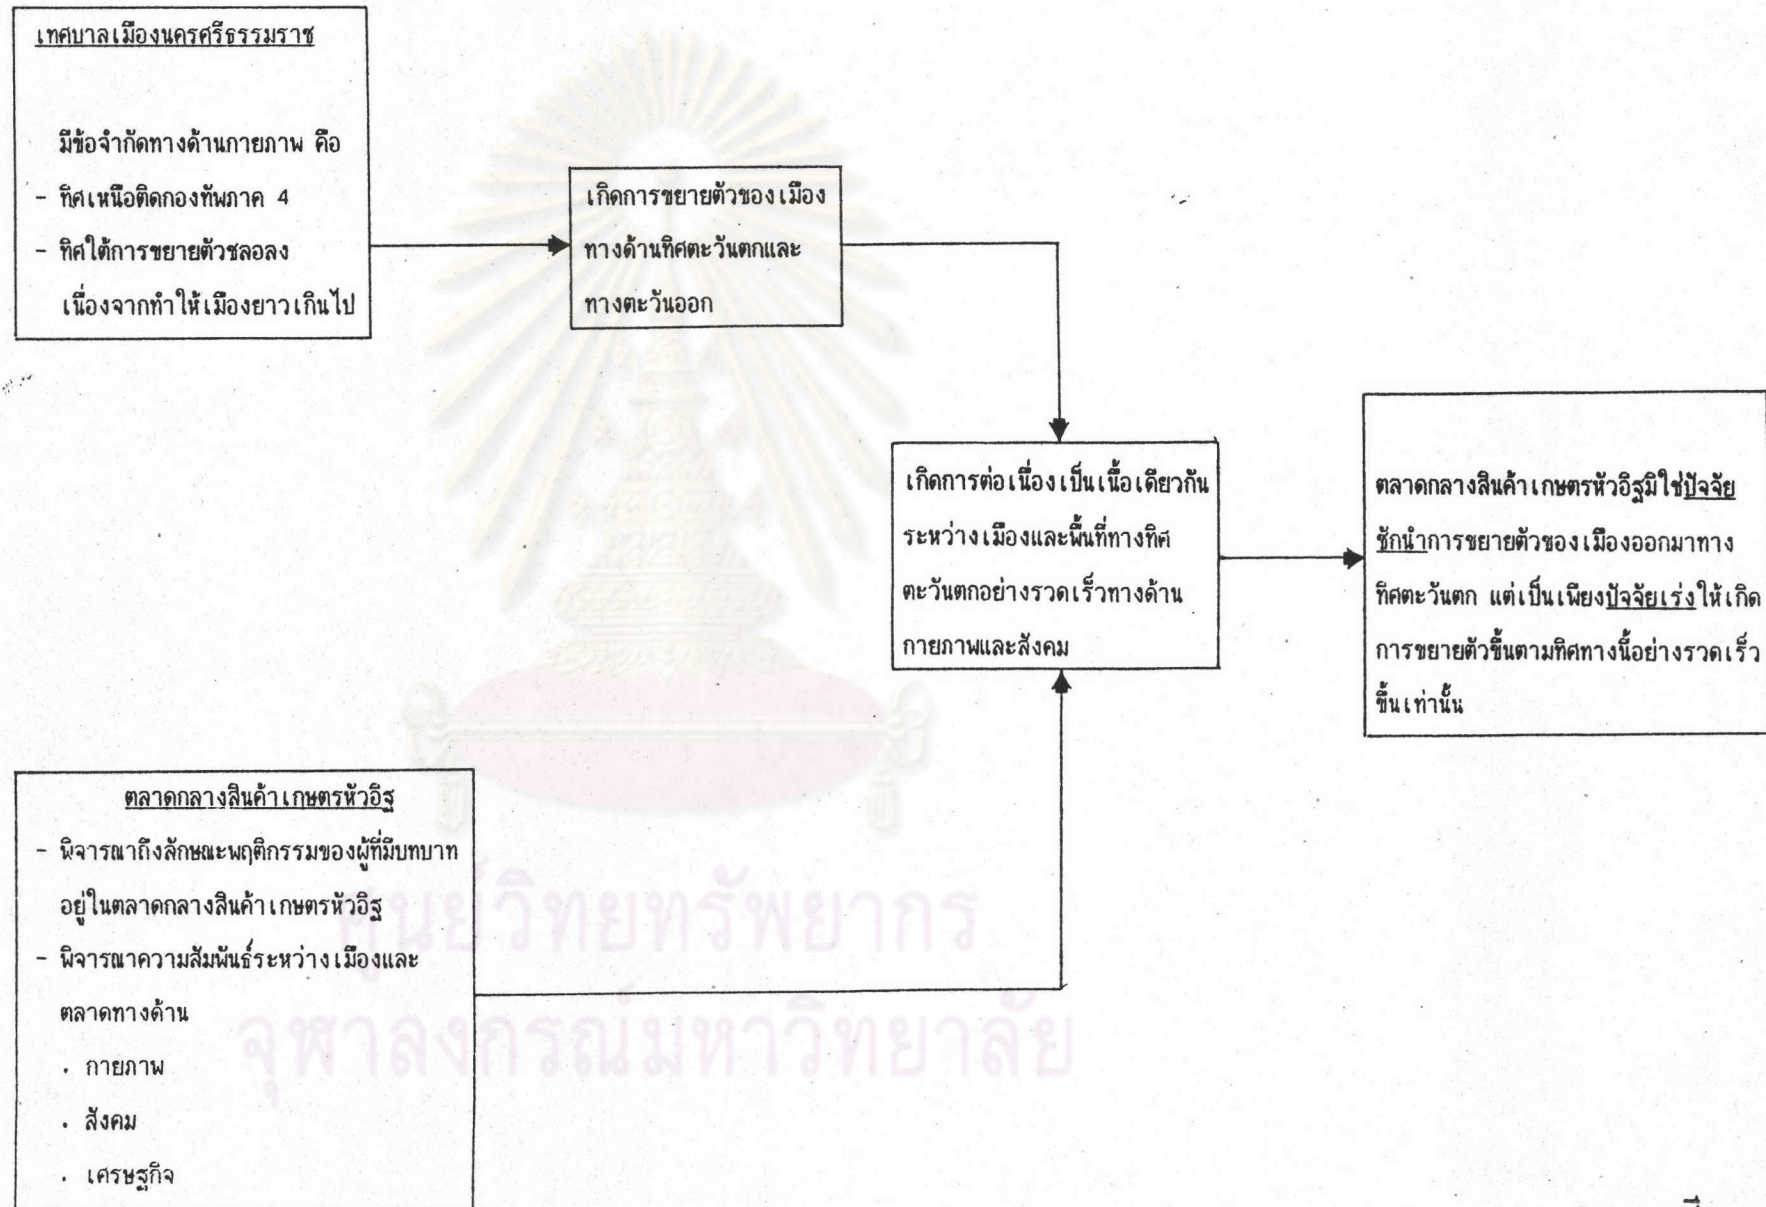 เทศบาลเมืองนครศรีธรรมราช
มีข้อจำกัดทางด้านกายภาพ คือ
- ทิศเหนือติดกองทัพภาค 4
- ทิศใต้การขยายตัวชลอลง
เนื่องจากทำให้เมืองยาวเกินไป
เกิดการขยายตัวของเมือง
ทางด้านทิศตะวันตกและ
ทางตะวันออก
เกิดการต่อเนื่องเป็นเนื้อเดียวกัน
ระหว่างเมืองและพื้นที่ทางทิศ
ตะวันตกอย่างรวดเร็วทางด้าน
กายภาพและสังคม
ตลาดกลางสินค้าเกษตรหัวอิฐมิใช่ปัจจัย
ชักนำการขยายตัวของเมืองออกมาทาง
ทิศตะวันตก แต่เป็นเพียงปัจจัยเร่งให้เกิด
การขยายตัวขึ้นตามทิศทางนี้อย่างรวดเร็ว
ขึ้นเท่านั้น
ตลาดกลางสินค้าเกษตรหัวอิฐ
- พิจารณาถึงลักษณะพฤติกรรมของผู้ที่มีบทบาท
อยู่ในตลาดกลางสินค้าเกษตรหัวอิฐ
- พิจารณาความสัมพันธ์ระหว่างเมืองและ
ตลาดทางด้าน
. กายภาพ
. สังคม
. เศรษฐกิจ
ศูนย์วิทยทรัพยากร
จุฬาลงกรณ์มหาวิทยาลัย